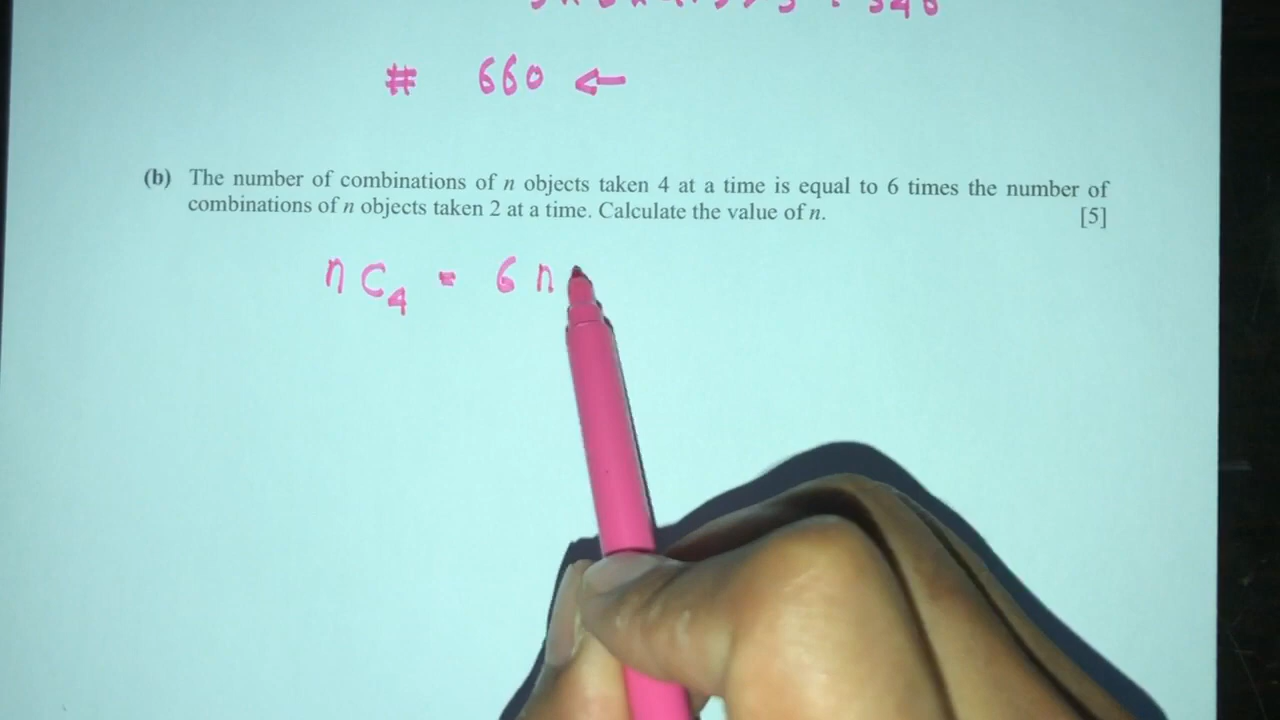 # 660 ←
(b) The number of combinations of n objects taken 4 at a time is equal to 6 times the number of
combinations of n objects taken 2 at a time. Calculate the value of n. [5]
n C₄ = 6 n